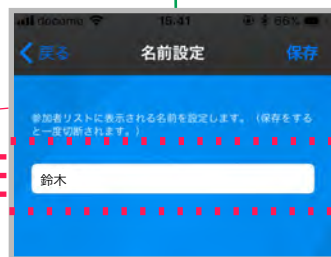 docomo 15:41 66%
戻る 名前設定 保存
参加者リストに表示される名前を設定します。（保存をする
と一度切断されます。）
鈴木